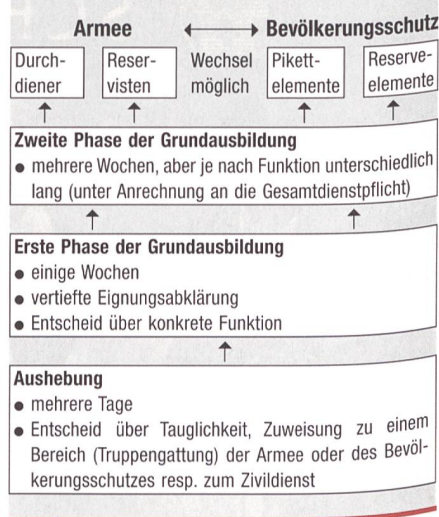 Armee ⟷ Bevölkerungsschutz
Durch- Reser- Wechsel Pikett- Reserve-
diener visten möglich elemente elemente
Zweite Phase der Grundausbildung
● mehrere Wochen, aber je nach Funktion unterschiedlich
lang (unter Anrechnung an die Gesamtdienstpflicht)
Erste Phase der Grundausbildung
● einige Wochen
● vertiefte Eignungsabklärung
● Entscheid über konkrete Funktion
Aushebung
● mehrere Tage
● Entscheid über Tauglichkeit, Zuweisung zu einem
Bereich (Truppengattung) der Armee oder des Bevöl-
kerungsschutzes resp. zum Zivildienst